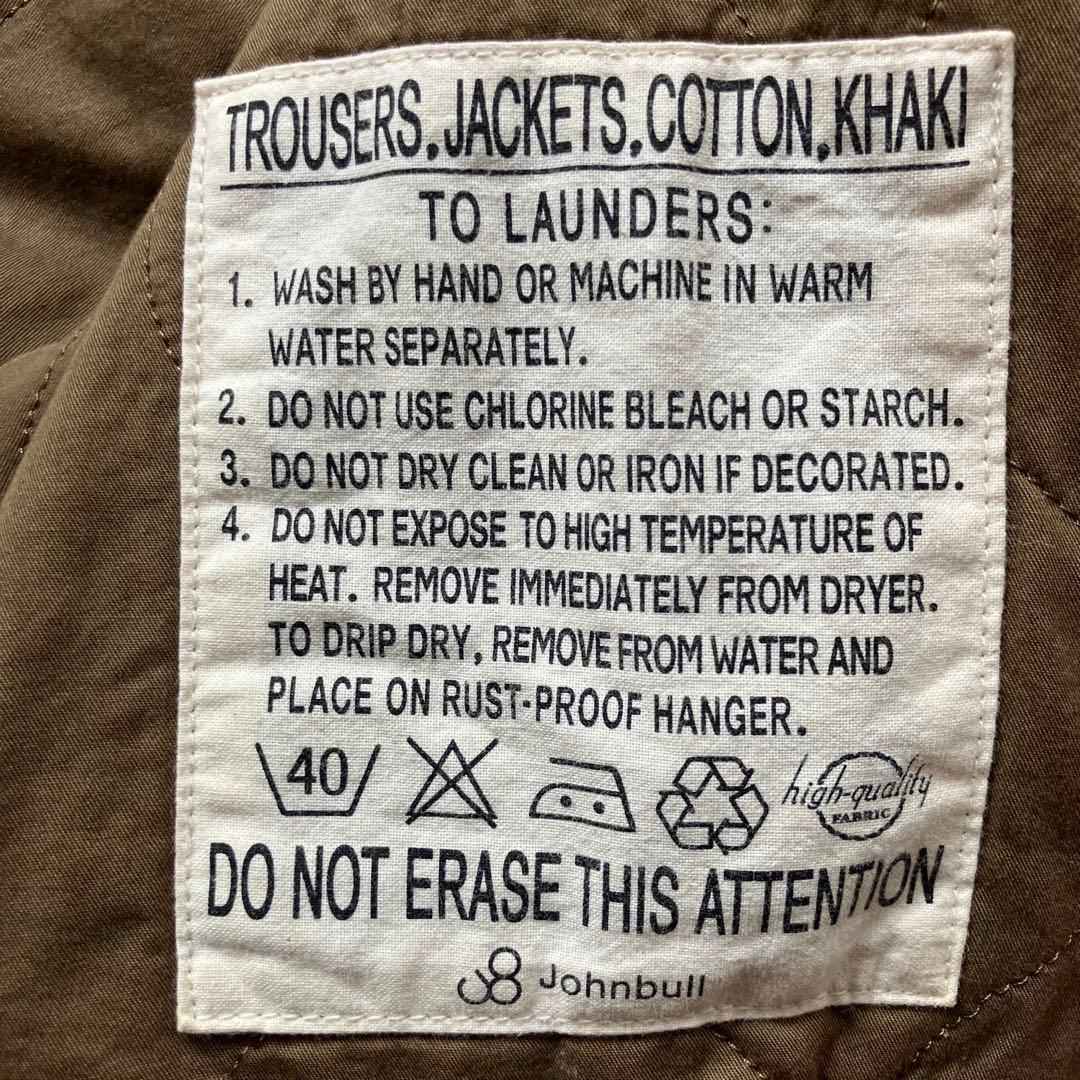 TROUSERS,JACKETS,COTTON,KHAKI
TO LAUNDERS:
1. WASH BY HAND OR MACHINE IN WARM
WATER SEPARATELY.
2. DO NOT USE CHLORINE BLEACH OR STARCH.
3. DO NOT DRY CLEAN OR IRON IF DECORATED.
4. DO NOT EXPOSE TO HIGH TEMPERATURE OF
HEAT. REMOVE IMMEDIATELY FROM DRYER.
TO DRIP DRY, REMOVE FROM WATER AND
PLACE ON RUST-PROOF HANGER.
40
high-quality
FABRIC
DO NOT ERASE THIS ATTENTION
Johnbull